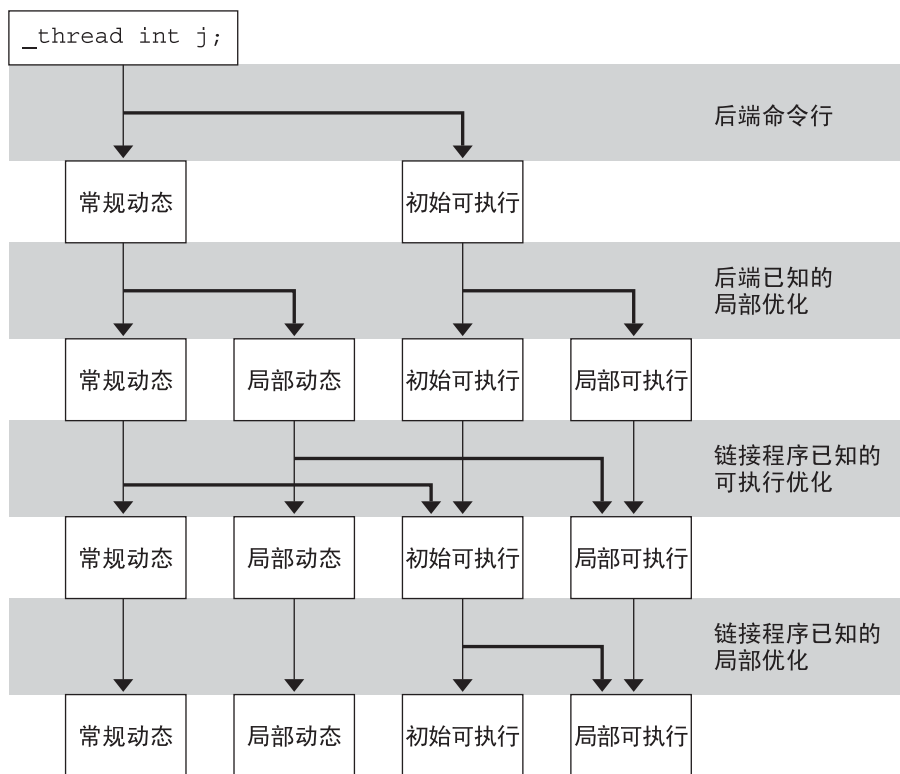 _thread int j;
后端命令行
常规动态
初始可执行
后端已知的
局部优化
常规动态
局部动态
初始可执行
局部可执行
链接程序已知的
可执行优化
常规动态
局部动态
初始可执行
局部可执行
链接程序已知的
局部优化
常规动态
局部动态
初始可执行
局部可执行